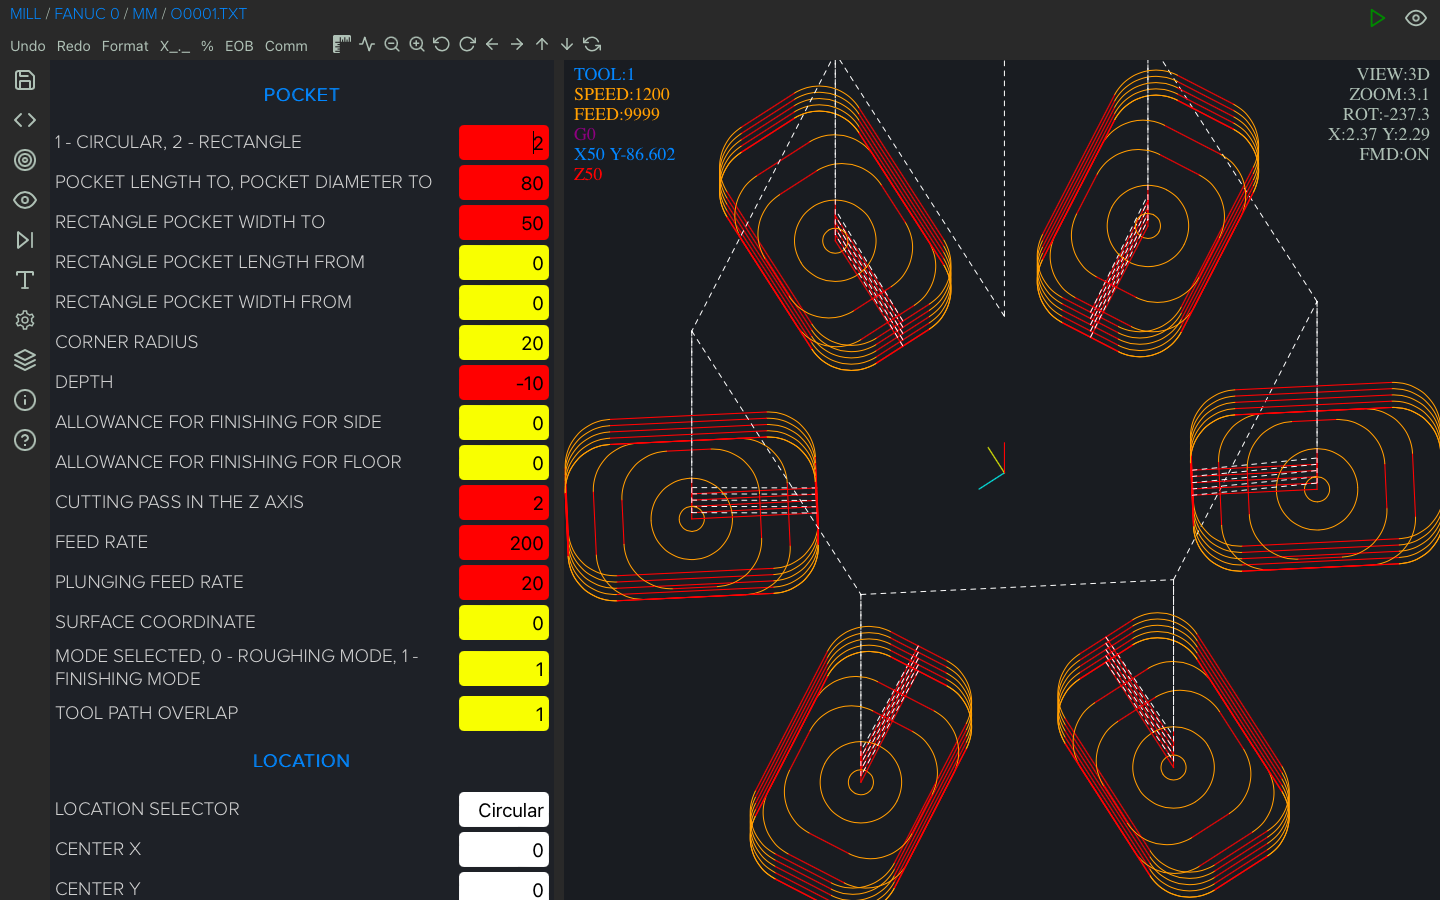 MILL / FANUC 0 / MM / O0001.TXT
Undo Redo Format X_._ % EOB Comm
POCKET
1 - CIRCULAR, 2 - RECTANGLE 2
POCKET LENGTH TO, POCKET DIAMETER TO 80
RECTANGLE POCKET WIDTH TO 50
RECTANGLE POCKET LENGTH FROM 0
RECTANGLE POCKET WIDTH FROM 0
CORNER RADIUS 20
DEPTH -10
ALLOWANCE FOR FINISHING FOR SIDE 0
ALLOWANCE FOR FINISHING FOR FLOOR 0
CUTTING PASS IN THE Z AXIS 2
FEED RATE 200
PLUNGING FEED RATE 20
SURFACE COORDINATE 0
MODE SELECTED, 0 - ROUGHING MODE, 1 -
FINISHING MODE 1
TOOL PATH OVERLAP 1
LOCATION
LOCATION SELECTOR Circular
CENTER X 0
CENTER Y 0
TOOL:1
SPEED:1200
FEED:9999
G0
X50 Y-86.602
Z50
VIEW:3D
ZOOM:3.1
ROT:-237.3
X:2.37 Y:2.29
FMD:ON